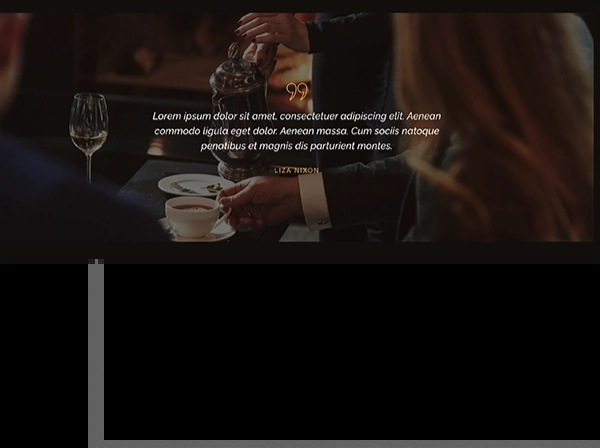 Lorem ipsum dolor sit amet, consectetuer adipiscing elit. Aenean
commodo ligula eget dolor. Aenean massa. Cum sociis natoque
penatibus et magnis dis parturient montes.
LIZA NIXON